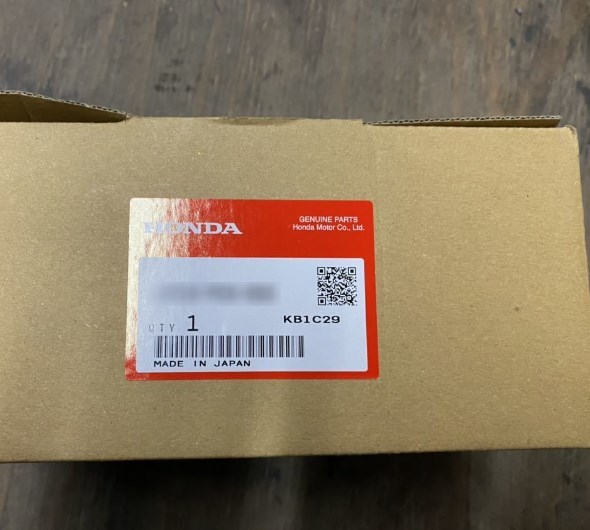 HONDA
GENUINE PARTS
Honda Motor Co., Ltd.
QTY 1
KB1C29
MADE IN JAPAN